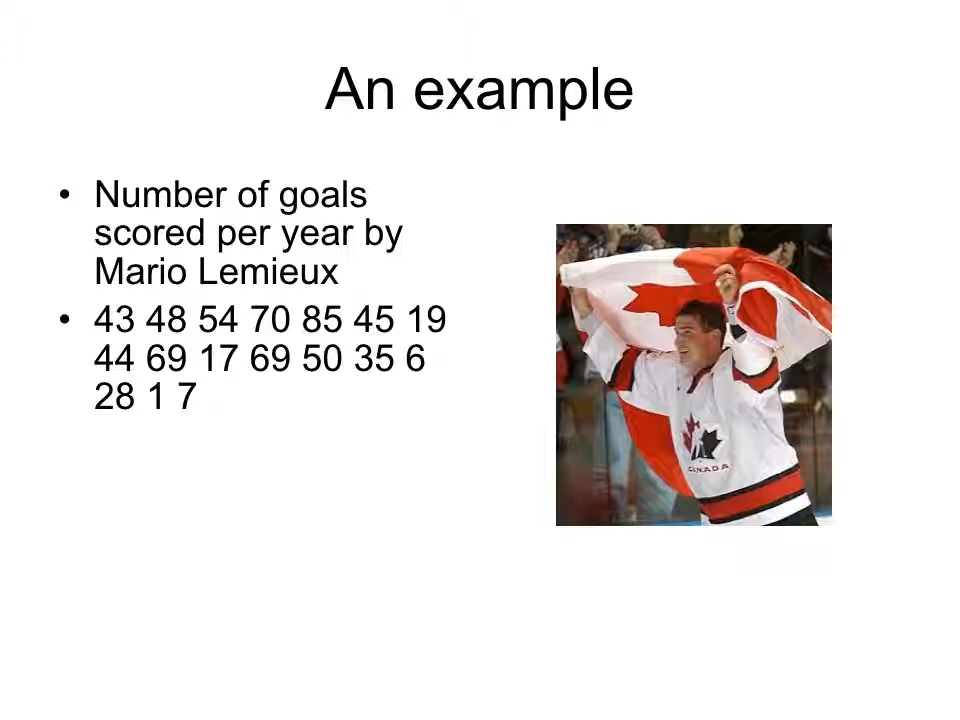 An example
• Number of goals
scored per year by
Mario Lemieux
• 43 48 54 70 85 45 19
44 69 17 69 50 35 6
28 1 7
CANADA